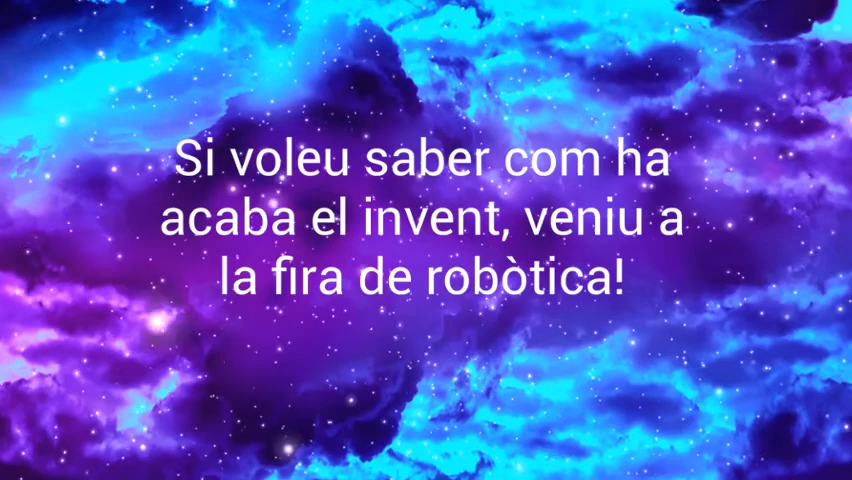 Si voleu saber com ha
acaba el invent, veniu a
la fira de robòtica!